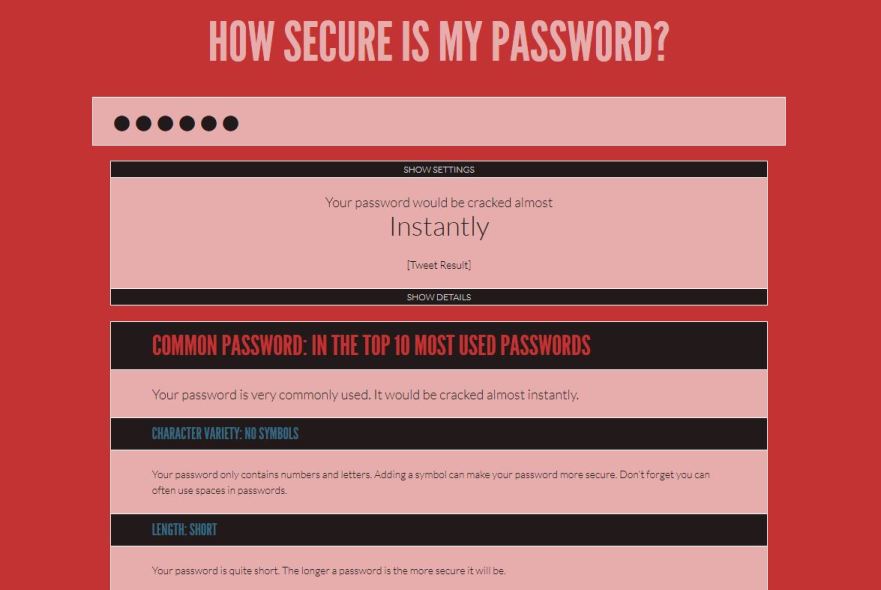 HOW SECURE IS MY PASSWORD?
●●●●●●
SHOW SETTINGS
Your password would be cracked almost
Instantly
[Tweet Result]
SHOW DETAILS
COMMON PASSWORD: IN THE TOP 10 MOST USED PASSWORDS
Your password is very commonly used. It would be cracked almost instantly.
CHARACTER VARIETY: NO SYMBOLS
Your password only contains numbers and letters. Adding a symbol can make your password more secure. Don't forget you can
often use spaces in passwords.
LENGTH: SHORT
Your password is quite short. The longer a password is the more secure it will be.